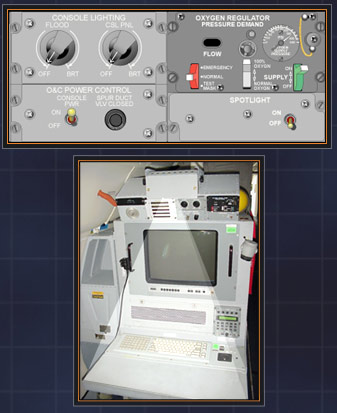 CONSOLE LIGHTING
FLOOD CBL PNL
OFF BRT OFF BRT
O&C POWER CONTROL
CONSOLE PWR
SPUR DUCT VLV CLOSED
ON
OFF
OXYGEN REGULATOR
PRESSURE DEMAND
FLOW
EMERGENCY
NORMAL
TEST MASK
100% OXYGEN
NORMAL OXYGEN
SUPPLY
ON
OFF
SPOTLIGHT
ON
OFF